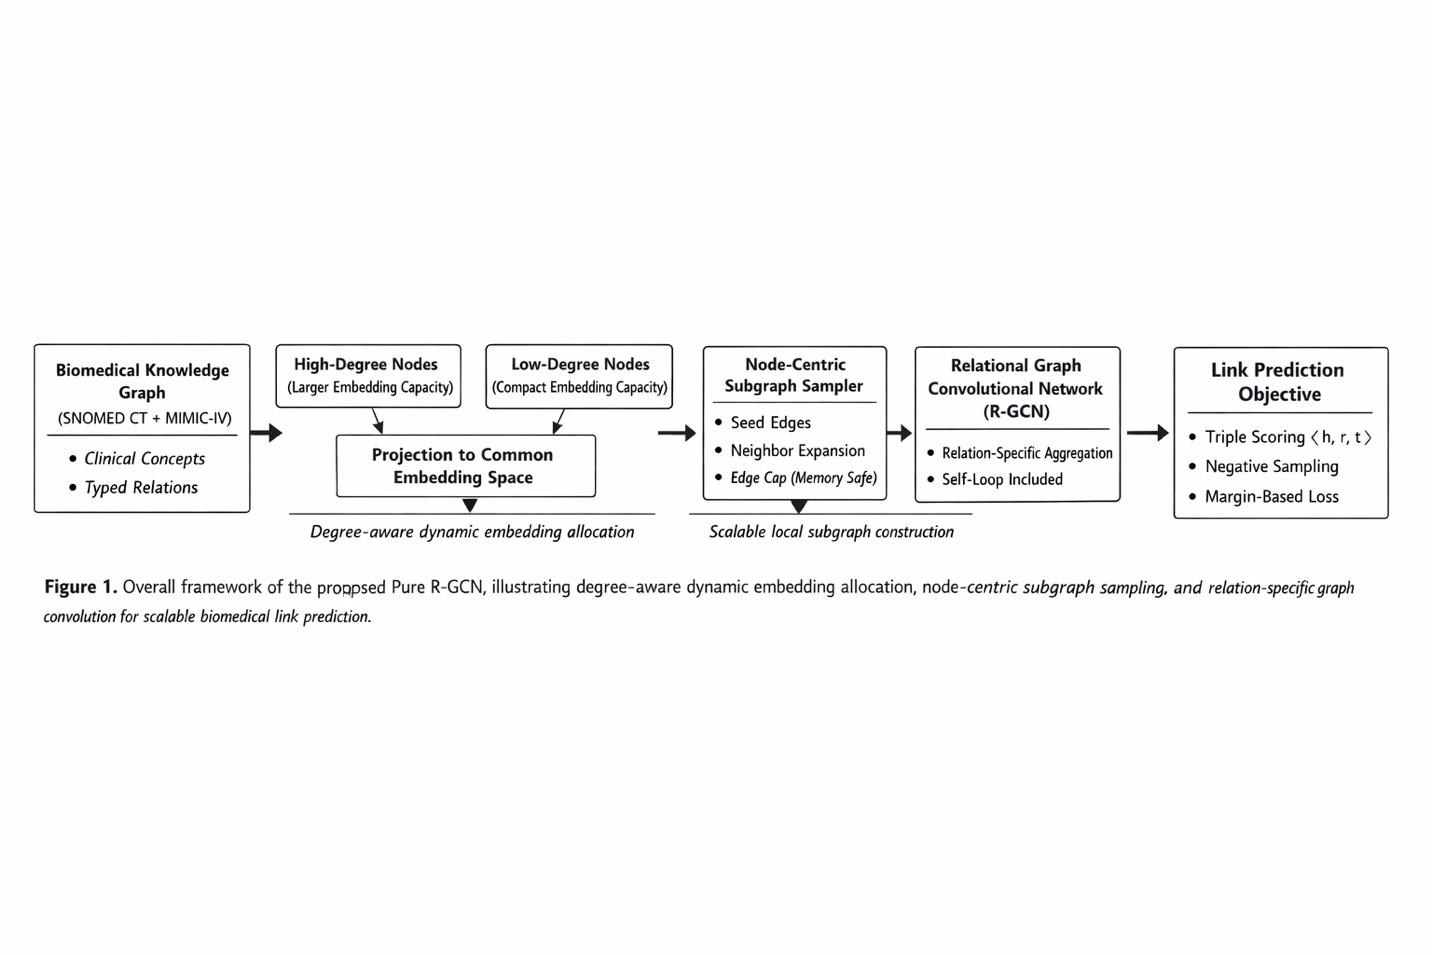 Biomedical Knowledge
Graph
(SNOMED CT + MIMIC-IV)
• Clinical Concepts
• Typed Relations
High-Degree Nodes
(Larger Embedding Capacity)
Low-Degree Nodes
(Compact Embedding Capacity)
Projection to Common
Embedding Space
Degree-aware dynamic embedding allocation
Node-Centric
Subgraph Sampler
• Seed Edges
• Neighbor Expansion
• Edge Cap (Memory Safe)
Scalable local subgraph construction
Relational Graph
Convolutional Network
(R-GCN)
• Relation-Specific Aggregation
• Self-Loop Included
Link Prediction
Objective
• Triple Scoring ⟨h, r, t⟩
• Negative Sampling
• Margin-Based Loss
Figure 1. Overall framework of the proppsed Pure R-GCN, illustrating degree-aware dynamic embedding allocation, node-centric subgraph sampling, and relation-specific graph
convolution for scalable biomedical link prediction.